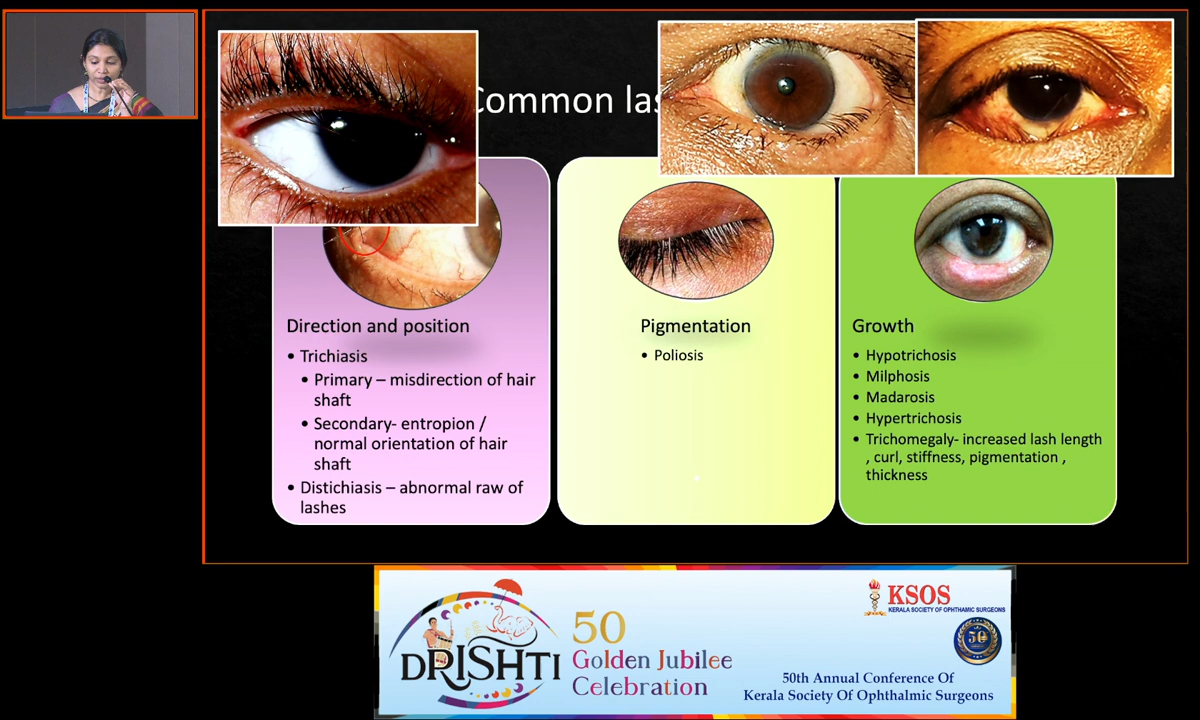 Common las
Direction and position
• Trichiasis
• Primary – misdirection of hair
shaft
• Secondary- entropion /
normal orientation of hair
shaft
• Distichiasis – abnormal raw of
lashes
Pigmentation
• Poliosis
Growth
• Hypotrichosis
• Milphosis
• Madarosis
• Hypertrichosis
• Trichomegaly- increased lash length
, curl, stiffness, pigmentation ,
thickness
DRISHTI
50
Golden Jubilee
Celebration
KSOS
KERALA SOCIETY OF OPHTHAMIC SURGEONS
50
50th Annual Conference Of
Kerala Society Of Ophthalmic Surgeons